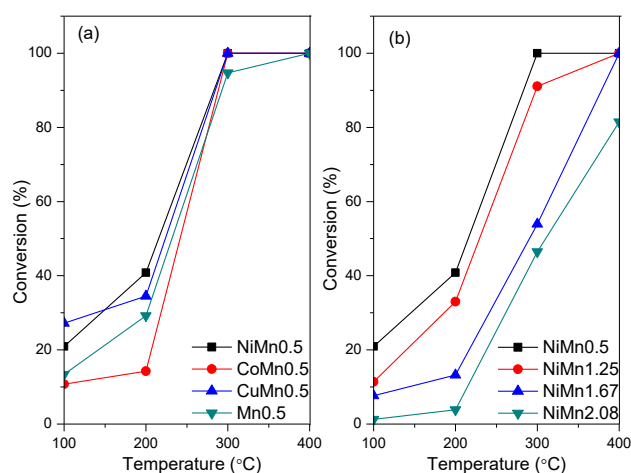 (a)
100
80
60
40
20
0
Conversion (%)
NiMn0.5
CoMn0.5
CuMn0.5
Mn0.5
100 200 300 400
Temperature (°C)
(b)
100
80
60
40
20
0
Conversion (%)
NiMn0.5
NiMn1.25
NiMn1.67
NiMn2.08
100 200 300 400
Temperature (°C)